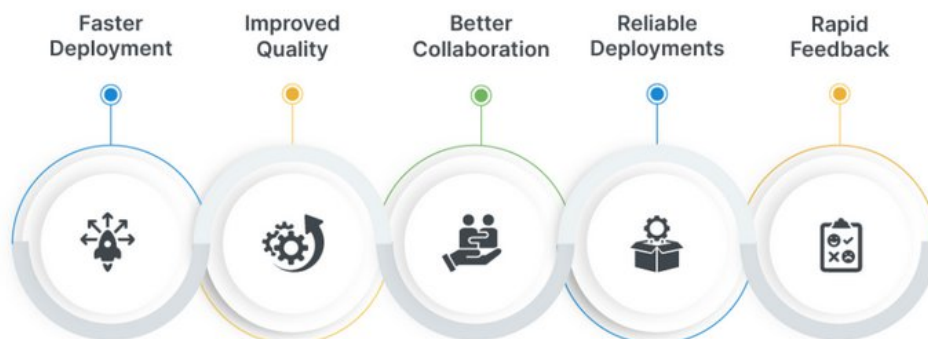 Faster
Deployment
Improved
Quality
Better
Collaboration
Reliable
Deployments
Rapid
Feedback